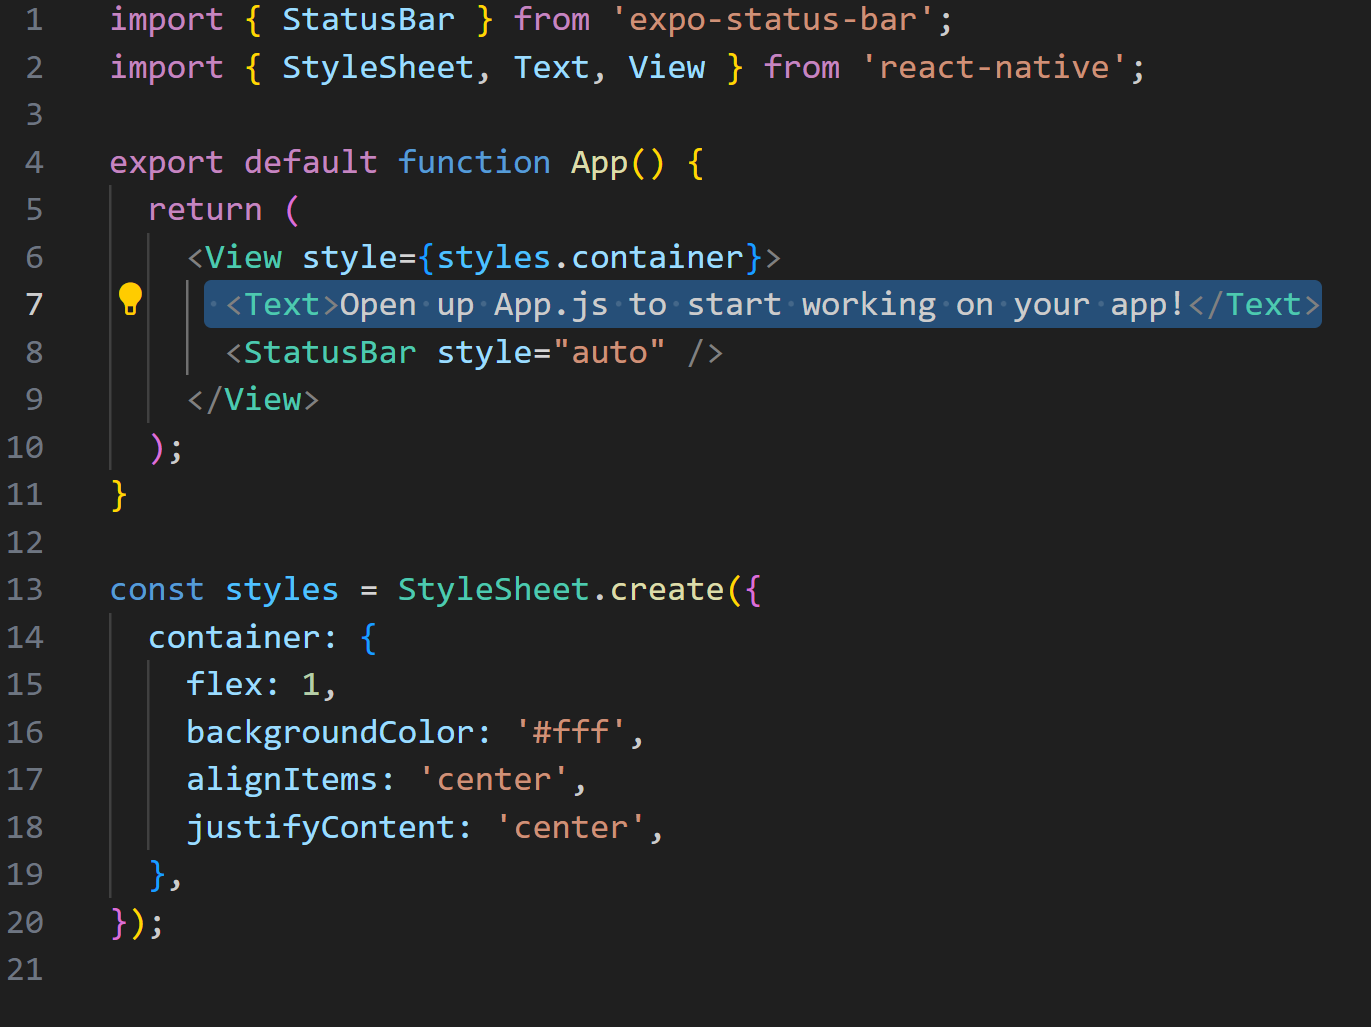 1 import { StatusBar } from 'expo-status-bar';
2 import { StyleSheet, Text, View } from 'react-native';
3
4 export default function App() {
5   return (
6     <View style={styles.container}>
7       <Text>Open up App.js to start working on your app!</Text>
8       <StatusBar style="auto" />
9     </View>
10   );
11 }
12
13 const styles = StyleSheet.create({
14   container: {
15     flex: 1,
16     backgroundColor: '#fff',
17     alignItems: 'center',
18     justifyContent: 'center',
19   },
20 });
21